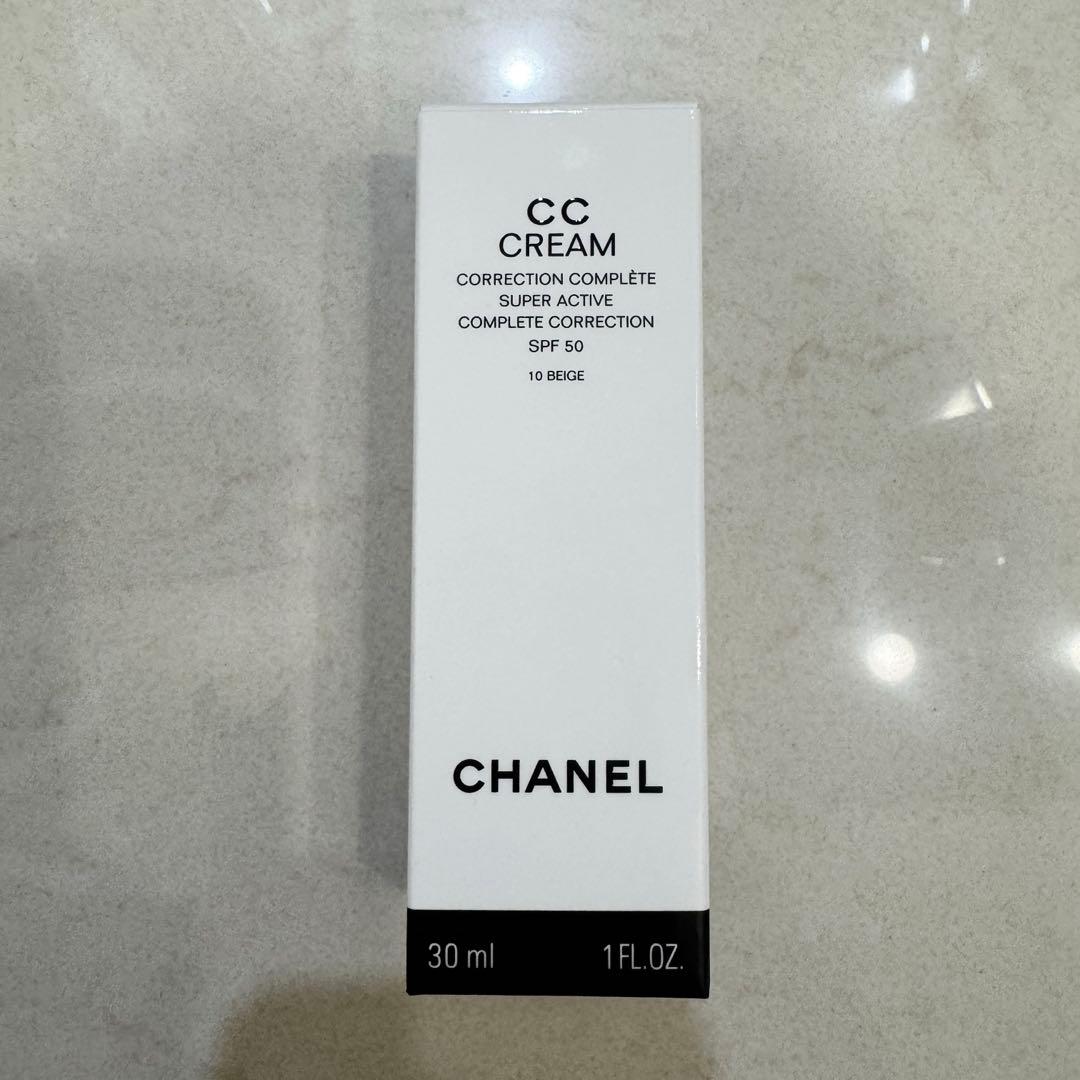 CC
CREAM
CORRECTION COMPLÈTE
SUPER ACTIVE
COMPLETE CORRECTION
SPF 50
10 BEIGE
CHANEL
30 ml 1 FL.OZ.